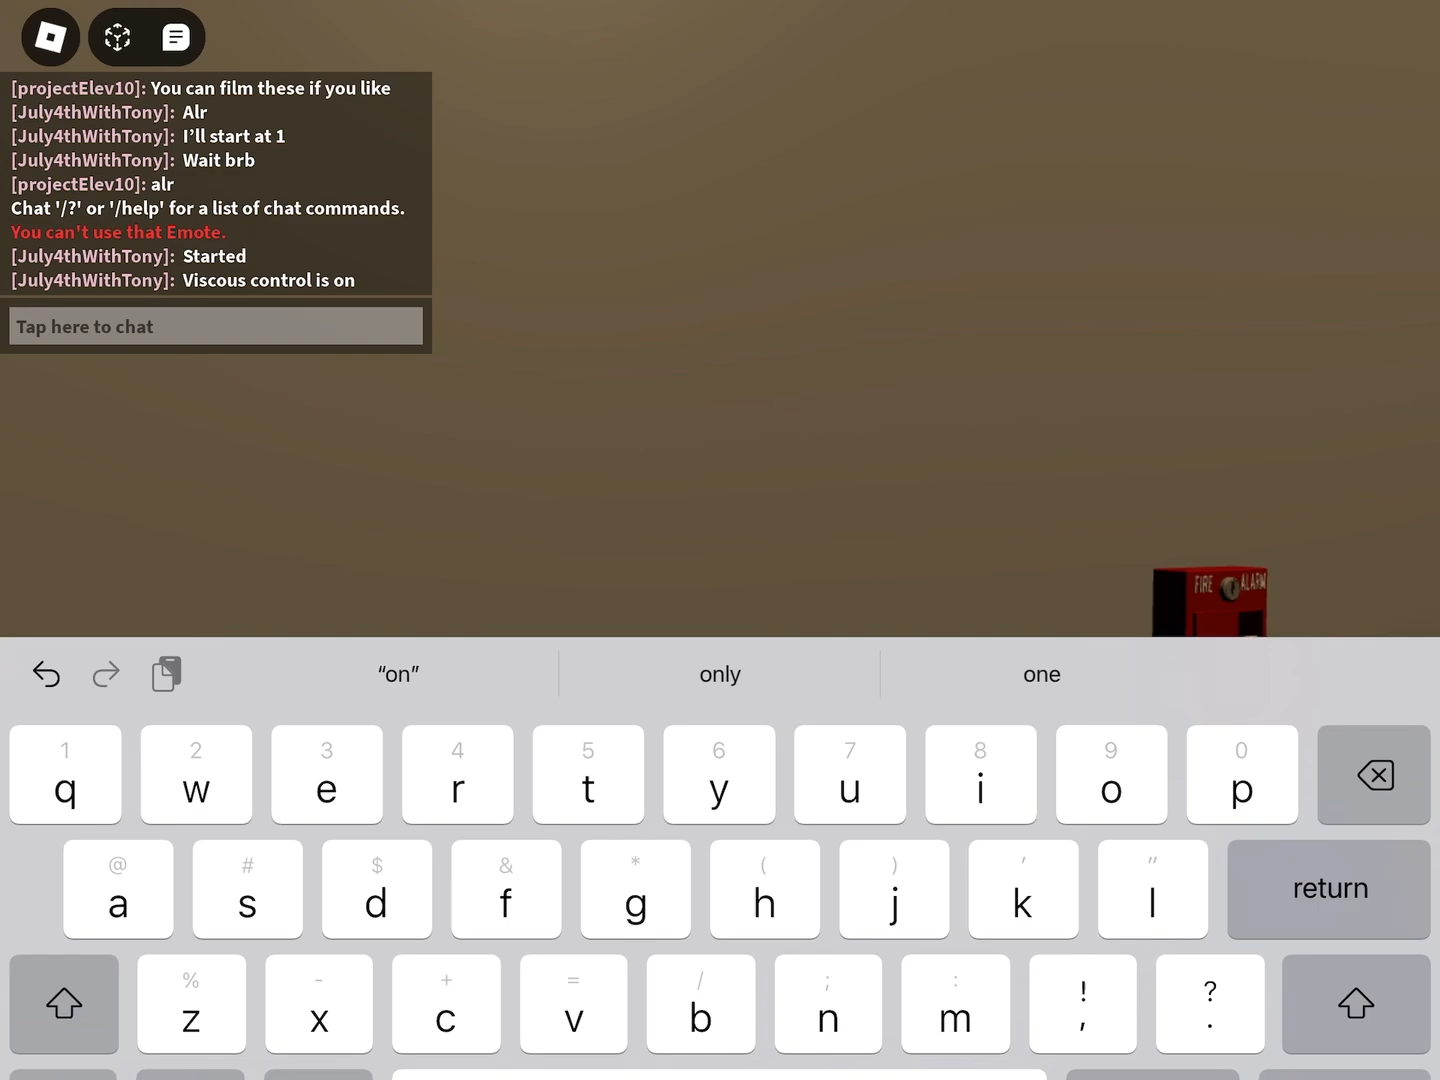 [projectElev10]: You can film these if you like
[July4thWithTony]: Alr
[July4thWithTony]: I’ll start at 1
[July4thWithTony]: Wait brb
[projectElev10]: alr
Chat '/?' or '/help' for a list of chat commands.
You can't use that Emote.
[July4thWithTony]: Started
[July4thWithTony]: Viscous control is on
Tap here to chat
FIRE ALARM
“on” only one
1 2 3 4 5 6 7 8 9 0
q w e r t y u i o p
@ # $ & * ( ) ' "
a s d f g h j k l return
% - + = / ; : ! ?
z x c v b n m , .